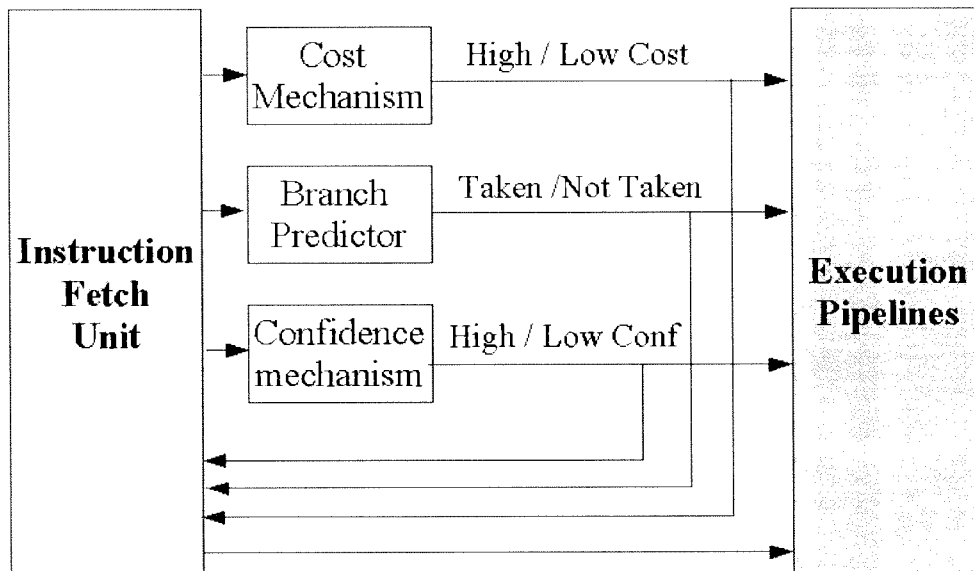 Instruction
Fetch
Unit
Cost
Mechanism
High / Low Cost
Branch
Predictor
Taken /Not Taken
Confidence
mechanism
High / Low Conf
Execution
Pipelines